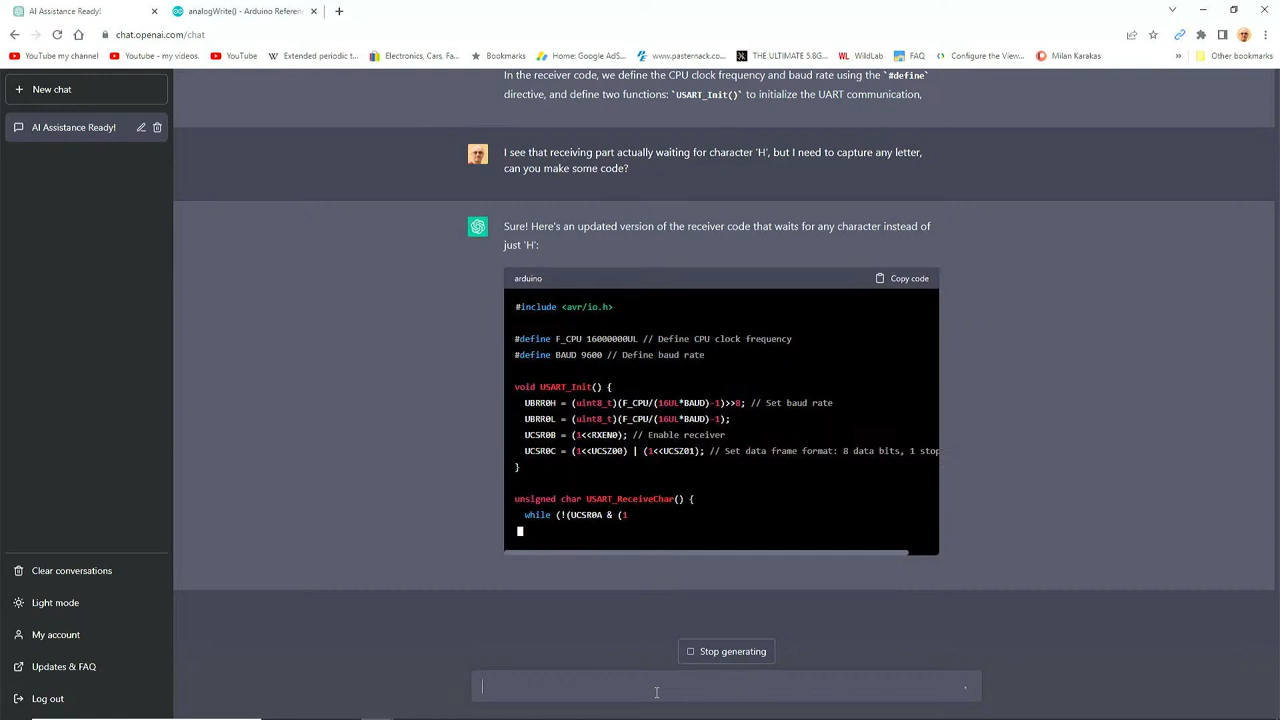 AI Assistance Ready!
analogWrite() - Arduino Referenc
chat.openai.com/chat
YouTube music
Youtube - my videos.
YouTube
Extended periodic t
Electronics, Cars, F
Bookmarks
Home: Google AdS
www.pasternack.co
THE ULTIMATE 5.8G
WL WildLab
FAQ
Configure the View
Milan Karakas
»
Other bookmarks
New chat
AI Assistance Ready!
In the receiver code, we define the CPU clock frequency and baud rate using the `#define`
directive, and define two functions: `USART_Init()` to initialize the UART communication,
I see that receiving part actually waiting for character 'H', but I need to capture any letter,
can you make some code?
Sure! Here's an updated version of the receiver code that waits for any character instead of
just 'H':
arduino
Copy code
#include <avr/io.h>
#define F_CPU 16000000UL // Define CPU clock frequency
#define BAUD 9600 // Define baud rate
void USART_Init() {
UBRR0H = (uint8_t)(F_CPU/(16UL*BAUD)-1)>>8; // Set baud rate
UBRR0L = (uint8_t)(F_CPU/(16UL*BAUD)-1);
UCSR0B = (1<<RXEN0); // Enable receiver
UCSR0C = (1<<UCSZ00) | (1<<UCSZ01); // Set data frame format: 8 data bits, 1 stop
}
unsigned char USART_ReceiveChar() {
while (!(UCSR0A & (1
Clear conversations
Light mode
My account
Updates & FAQ
Log out
Stop generating